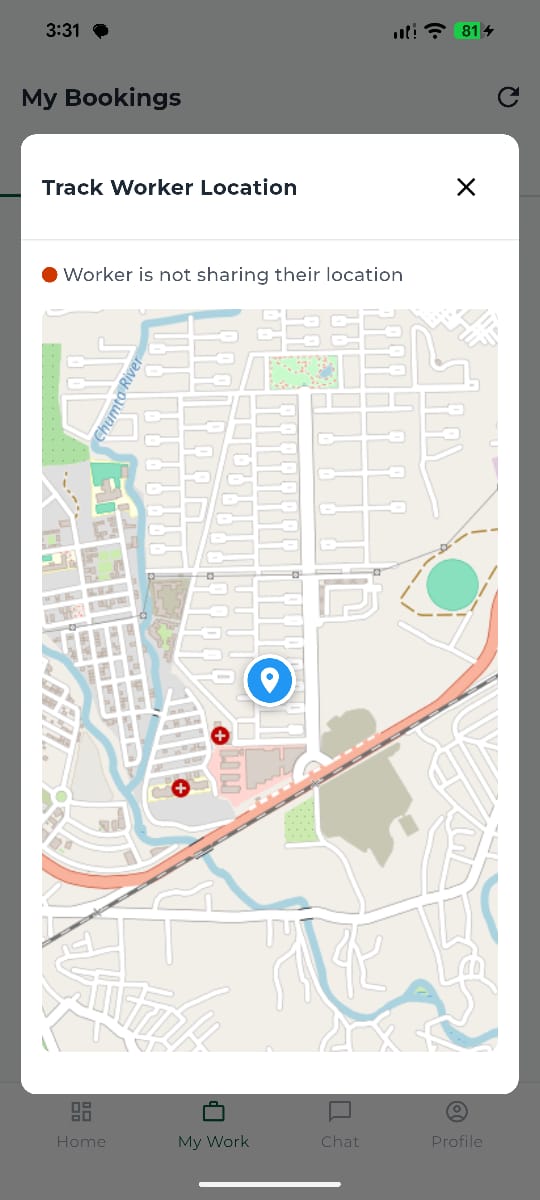 3:31
81
My Bookings
Track Worker Location
Worker is not sharing their location
Chumta River
Home
My Work
Chat
Profile